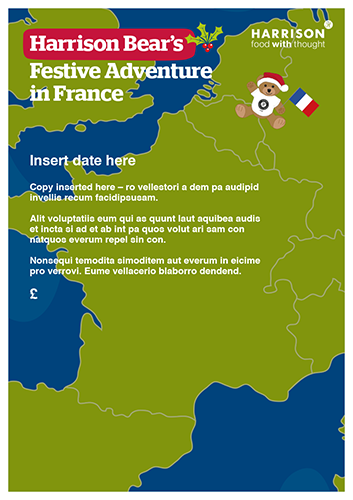 Harrison Bear's
Festive Adventure
in France
HARRISON
food with thought
Insert date here
Copy inserted here – ro vellestori a dem pa audipid
invellie recum facidipsusam.
Alit voluptatiis eum qui as quunt laut aquibea audis
et incta si ad et ab int pa quos volut ari sam con
natquos everum repel sin con.
Nonsequi temodita simoditem aut everum in eicime
pro verrovi. Eume vellacerio blaborro dendend.
£